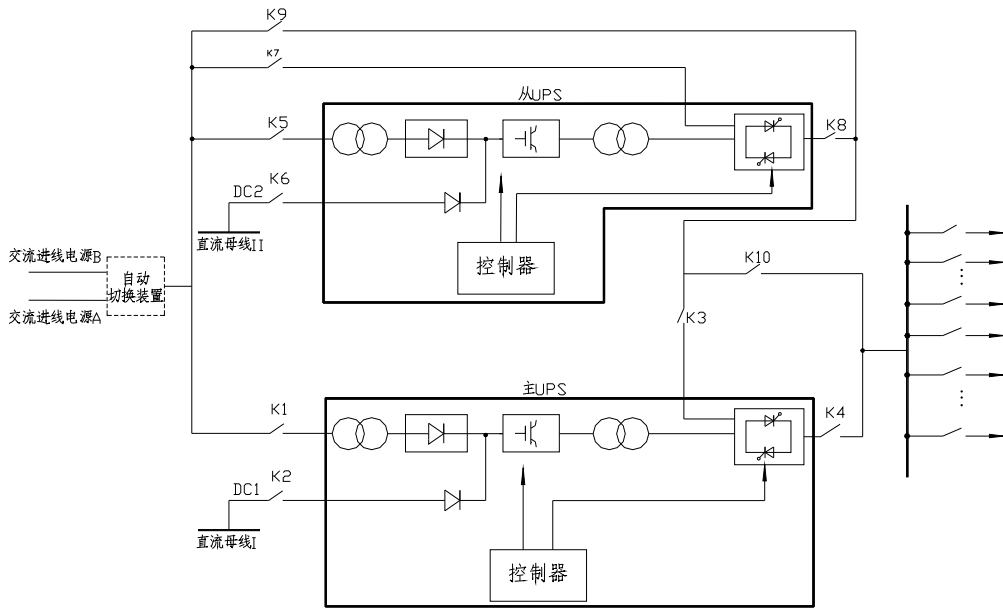 K9
K7
从UPS
K5
K8
K6
DC2
直流母线II
控制器
交流进线电源B
自动
切换装置
交流进线电源A
K10
K3
主UPS
K1
K4
K2
DC1
直流母线I
控制器